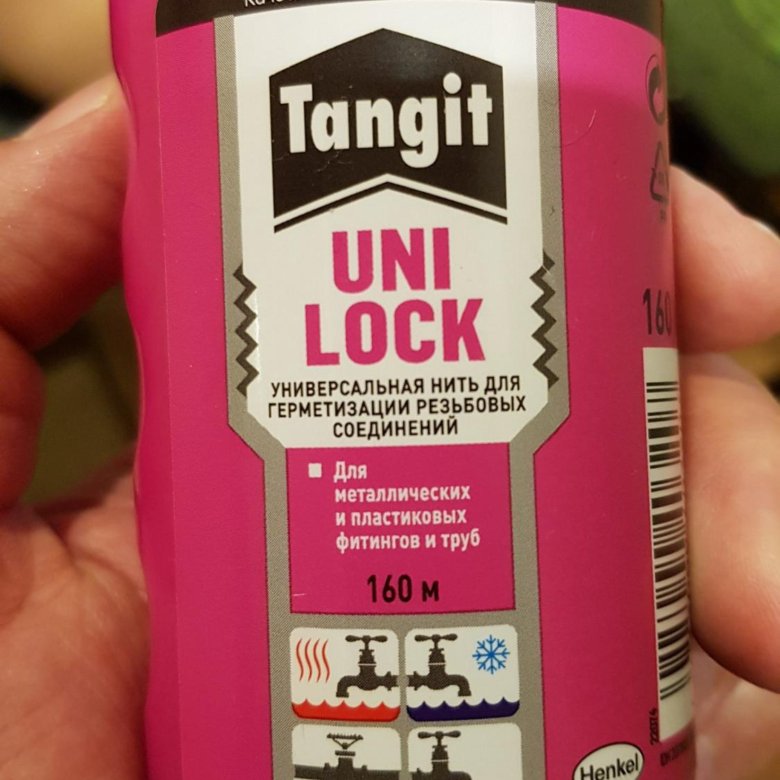 Tangit
UNI
LOCK
УНИВЕРСАЛЬНАЯ НИТЬ ДЛЯ
ГЕРМЕТИЗАЦИИ РЕЗЬБОВЫХ
СОЕДИНЕНИЙ
Для
металлических
и пластиковых
фитингов и труб
160 м
160
Henkel